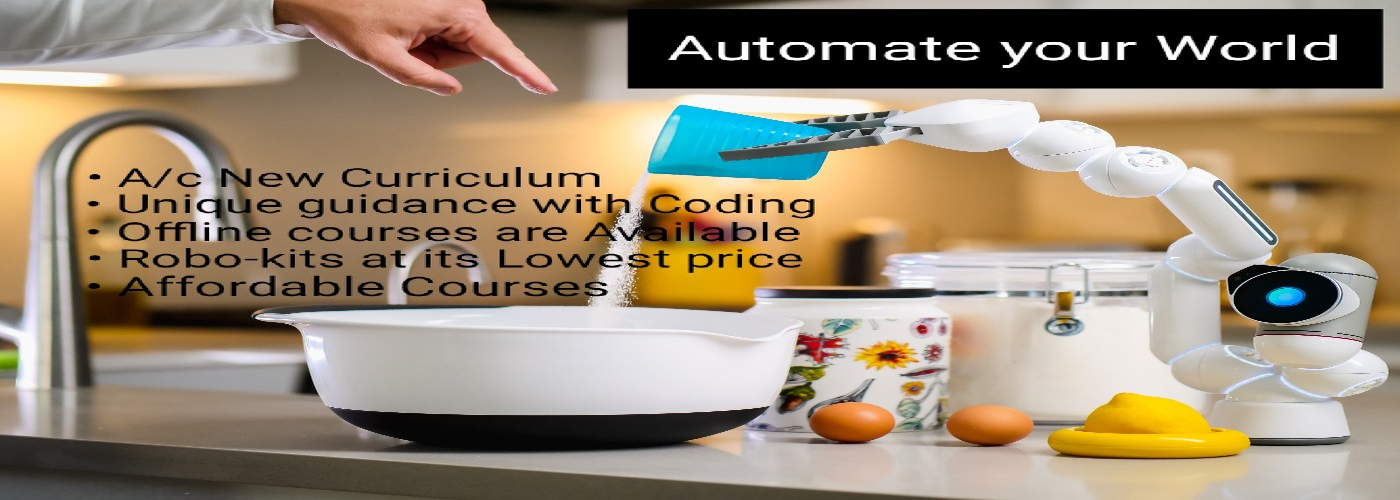 Automate your World
• A/c New Curriculum
• Unique guidance with Coding
• Offline courses are Available
• Robo-kits at its Lowest price
• Affordable Courses